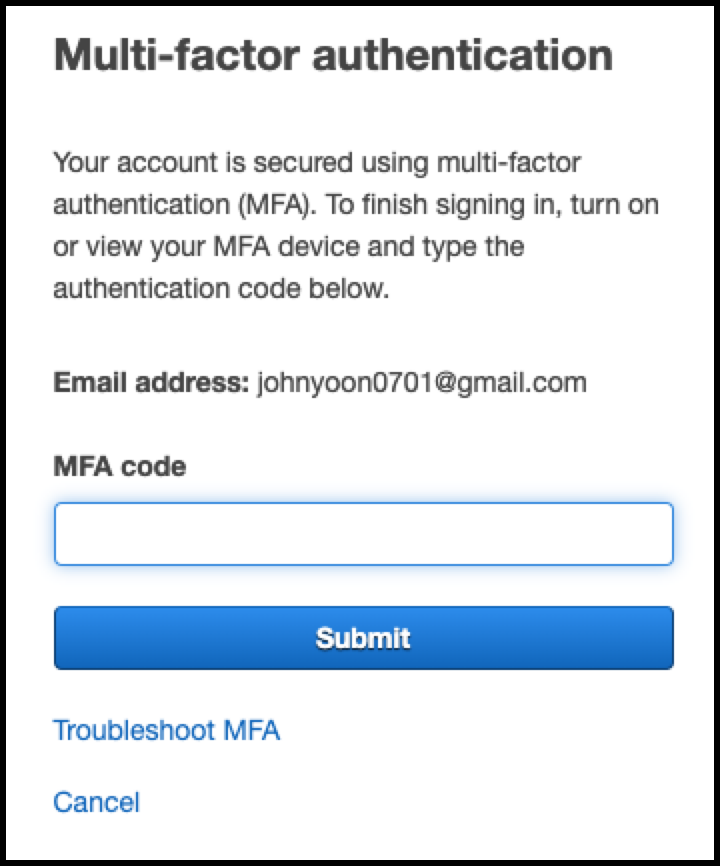 Multi-factor authentication
Your account is secured using multi-factor
authentication (MFA). To finish signing in, turn on
or view your MFA device and type the
authentication code below.
Email address: johnyoon0701@gmail.com
MFA code
Submit
Troubleshoot MFA
Cancel